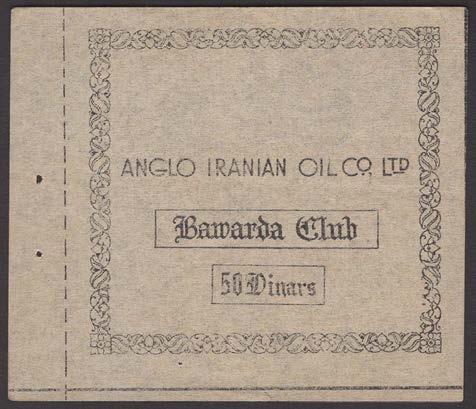 ANGLO IRANIAN OIL CO. LTD
Bawarda Club
50 Dinars